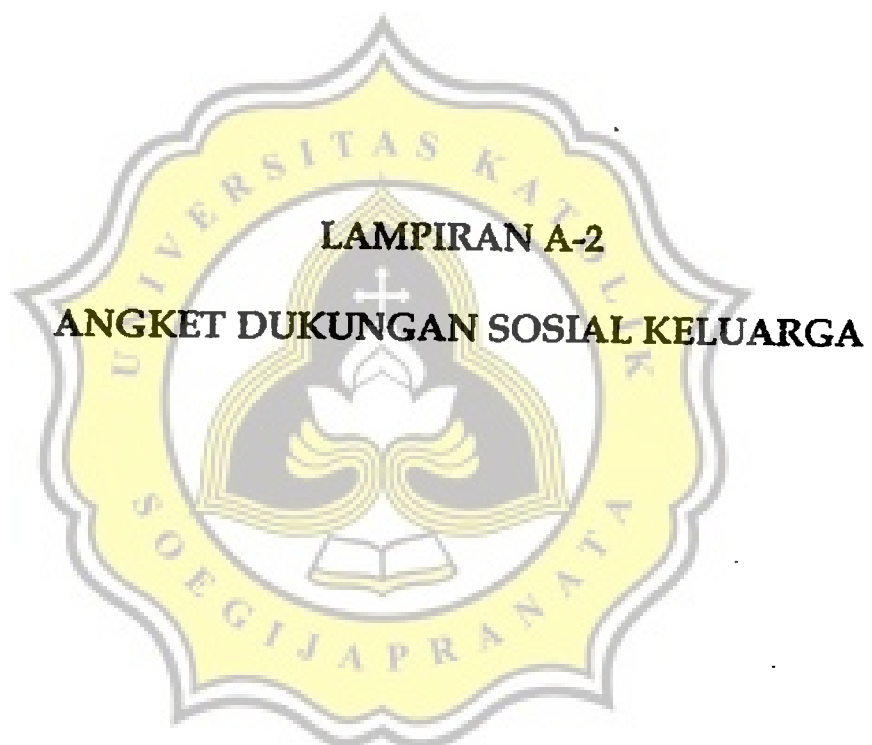 UNIVERSITAS KATOLIK
LAMPIRAN A-2
ANGKET DUKUNGAN SOSIAL KELUARGA
SOEGIJAPRANATA